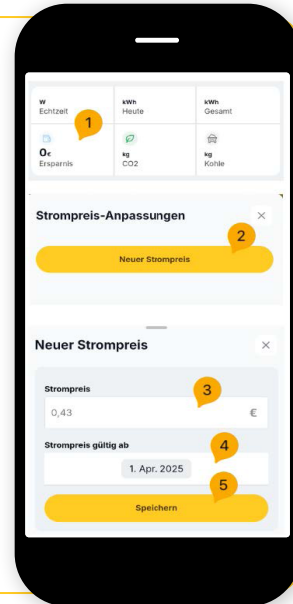 W kWh kWh
Echtzeit Heute Gesamt
1
0€ kg kg
Ersparnis CO2 Kohle
Strompreis-Anpassungen
2
Neuer Strompreis
Neuer Strompreis
Strompreis
3
0,43 €
Strompreis gültig ab
4
1. Apr. 2025
5
Speichern